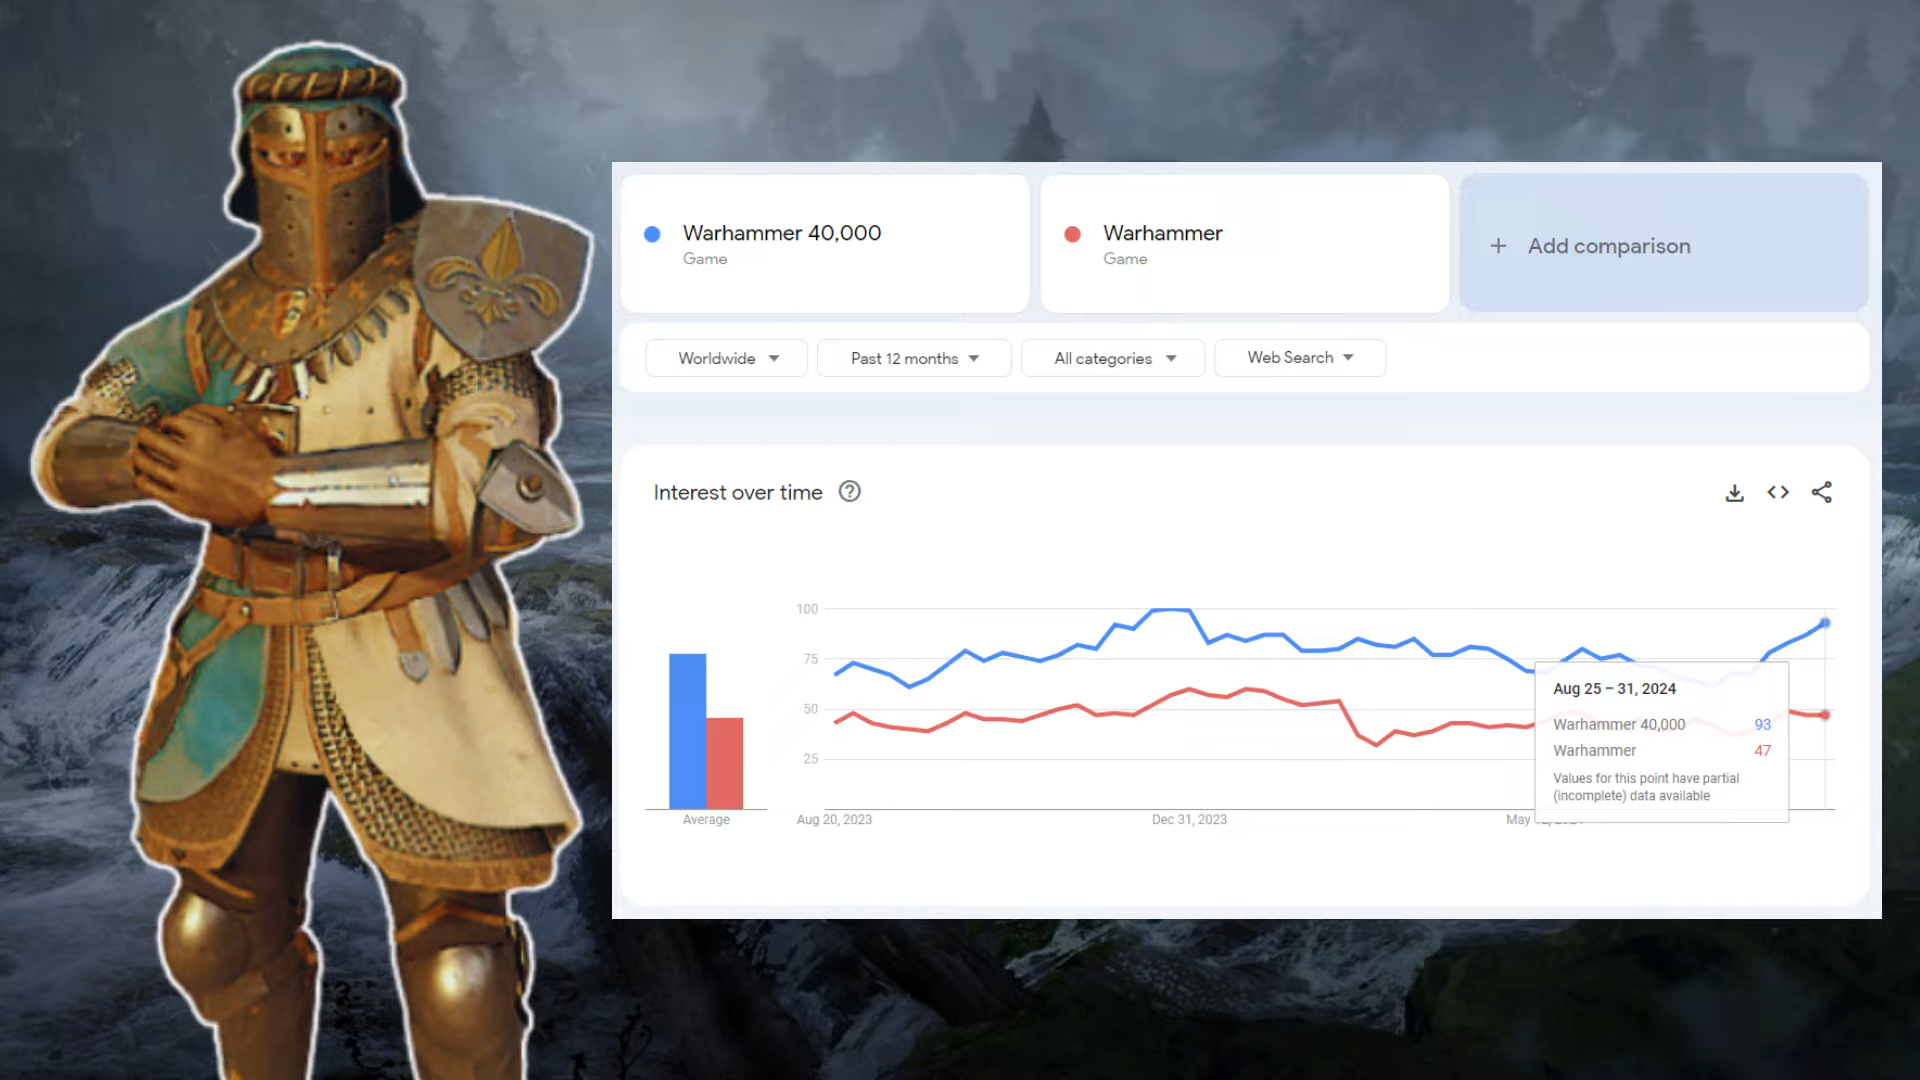 Warhammer 40,000
Game
Warhammer
Game
+ Add comparison
Worldwide
Past 12 months
All categories
Web Search
Interest over time
100
75
50
25
Average
Aug 20, 2023
Dec 31, 2023
May
Aug 25 – 31, 2024
Warhammer 40,000 93
Warhammer 47
Values for this point have partial
(incomplete) data available